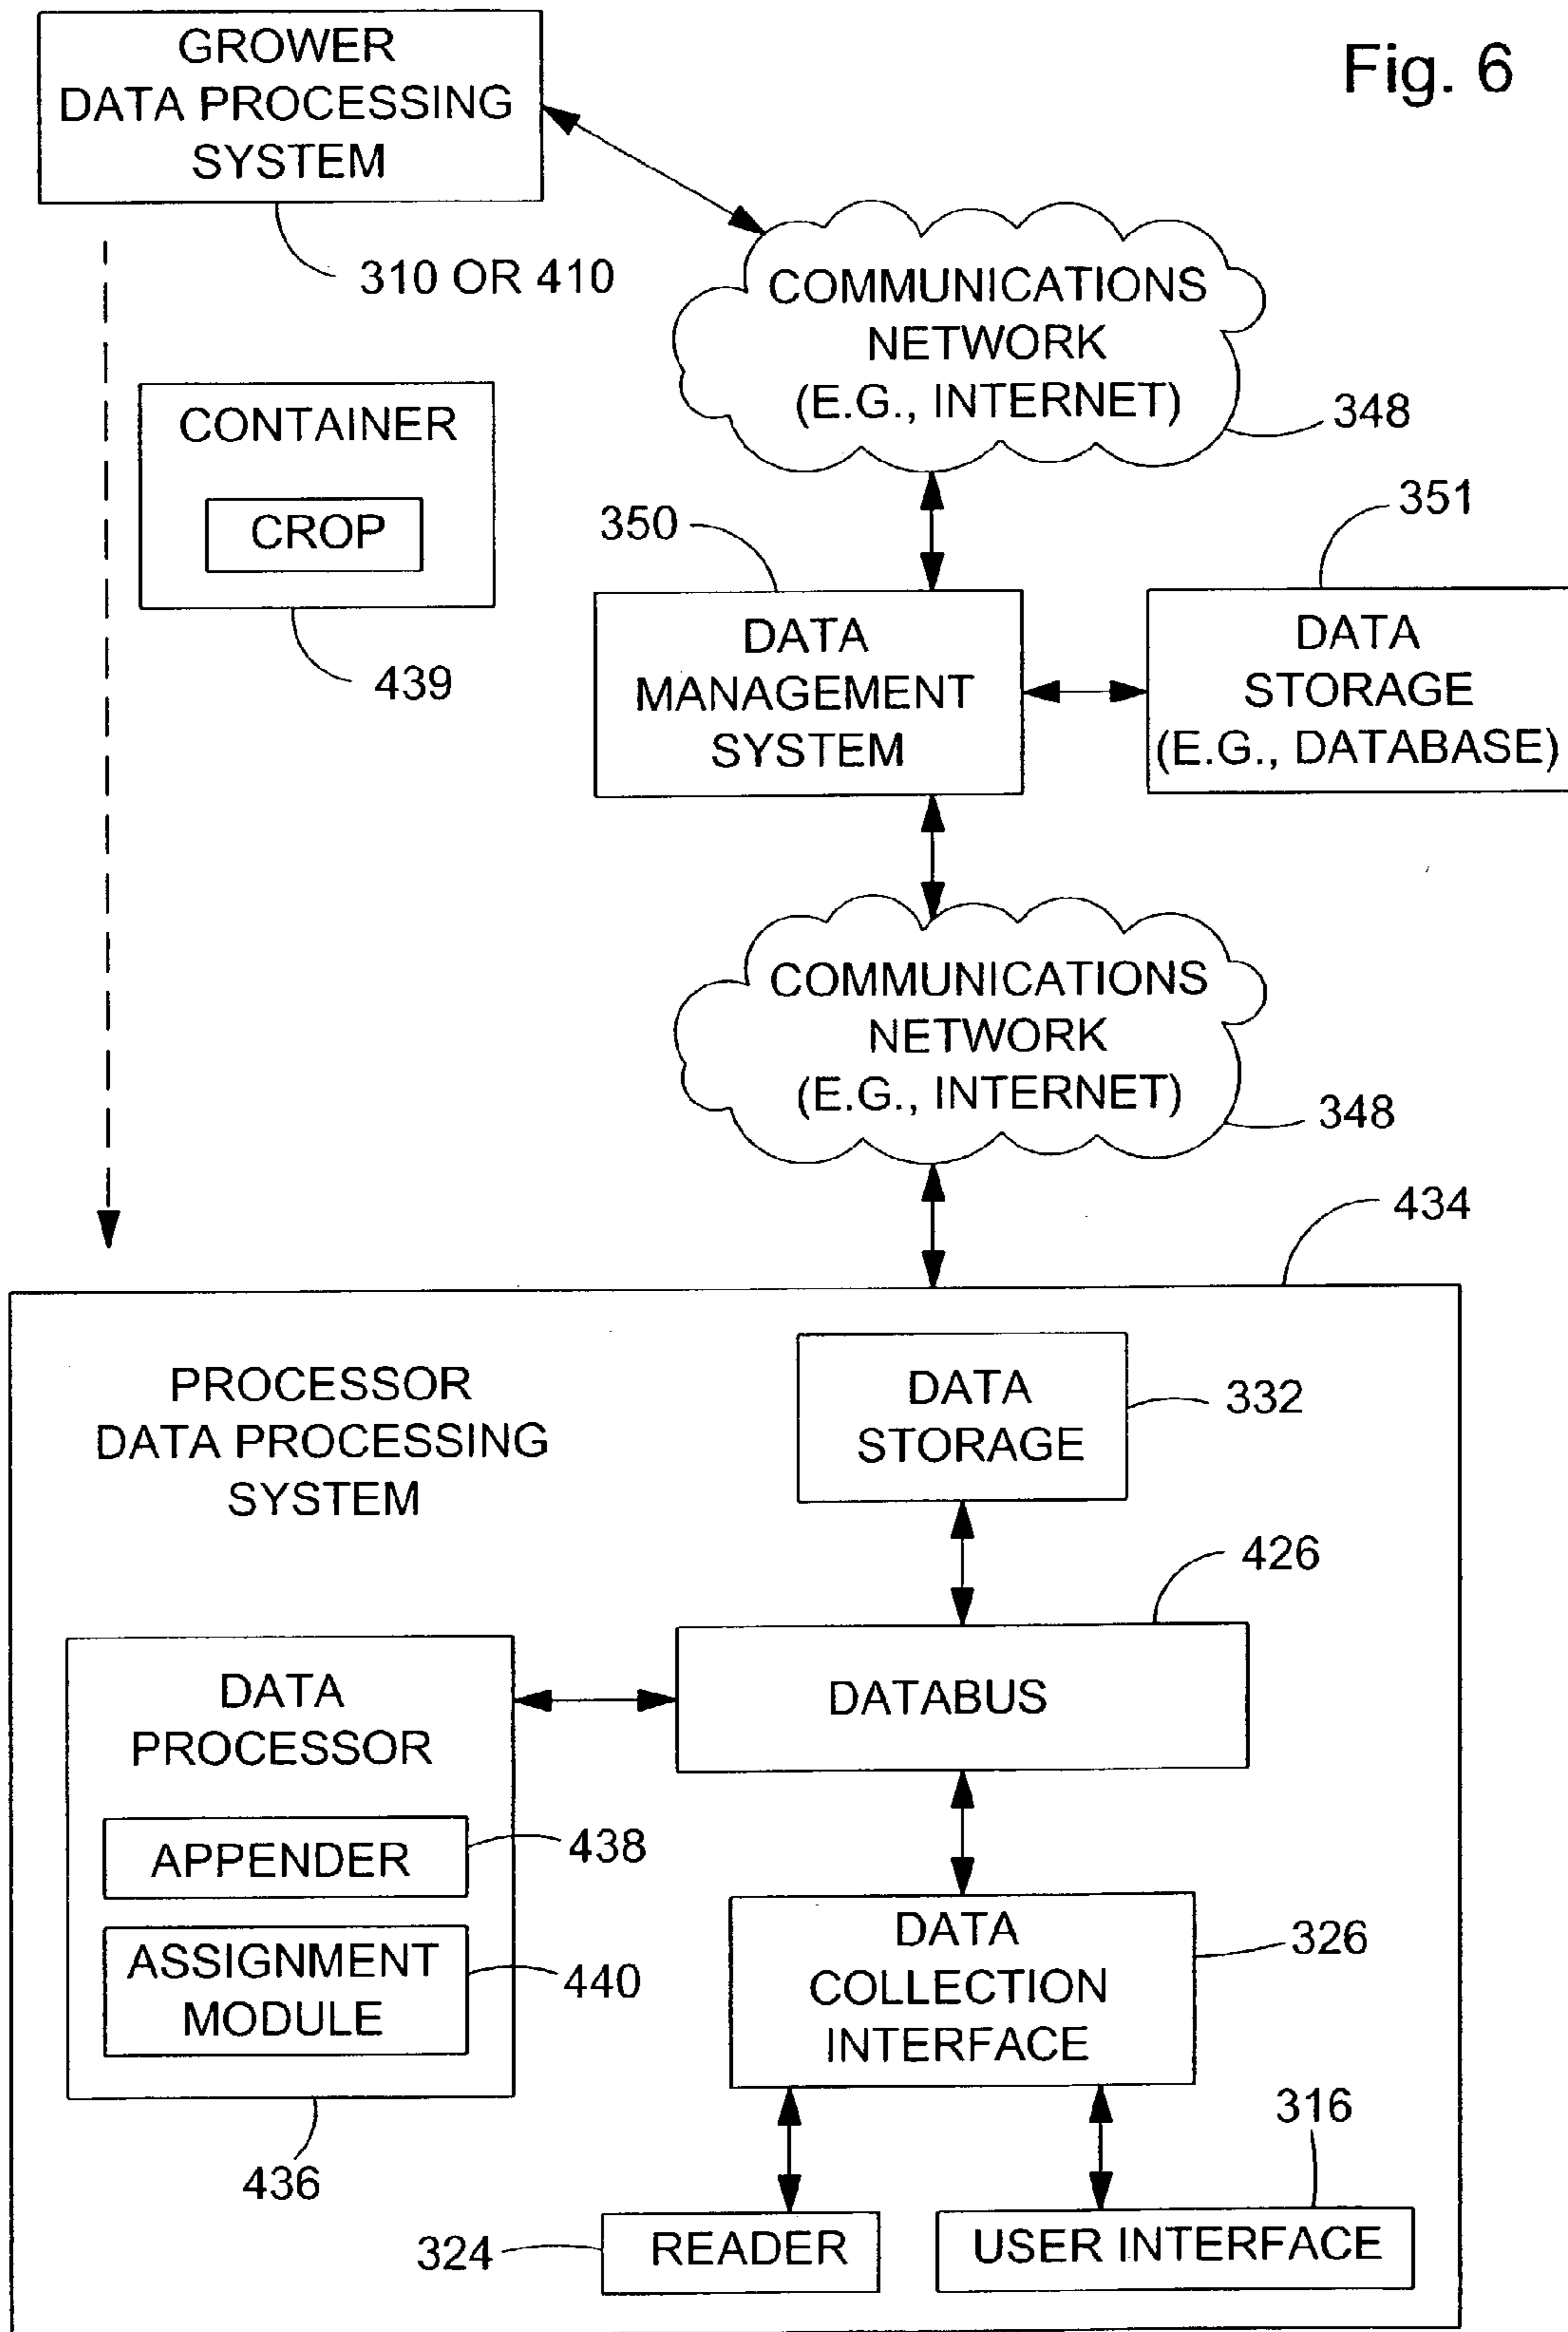 Fig. 6
GROWER
DATA PROCESSING
SYSTEM
310 OR 410
COMMUNICATIONS
NETWORK
(E.G., INTERNET)
348
CONTAINER
CROP
439
350
351
DATA
MANAGEMENT
SYSTEM
DATA
STORAGE
(E.G., DATABASE)
COMMUNICATIONS
NETWORK
(E.G., INTERNET)
348
434
PROCESSOR
DATA PROCESSING
SYSTEM
DATA
STORAGE
332
426
DATABUS
DATA
PROCESSOR
APPENDER
438
ASSIGNMENT
MODULE
440
436
DATA
COLLECTION
INTERFACE
326
316
324
READER
USER INTERFACE